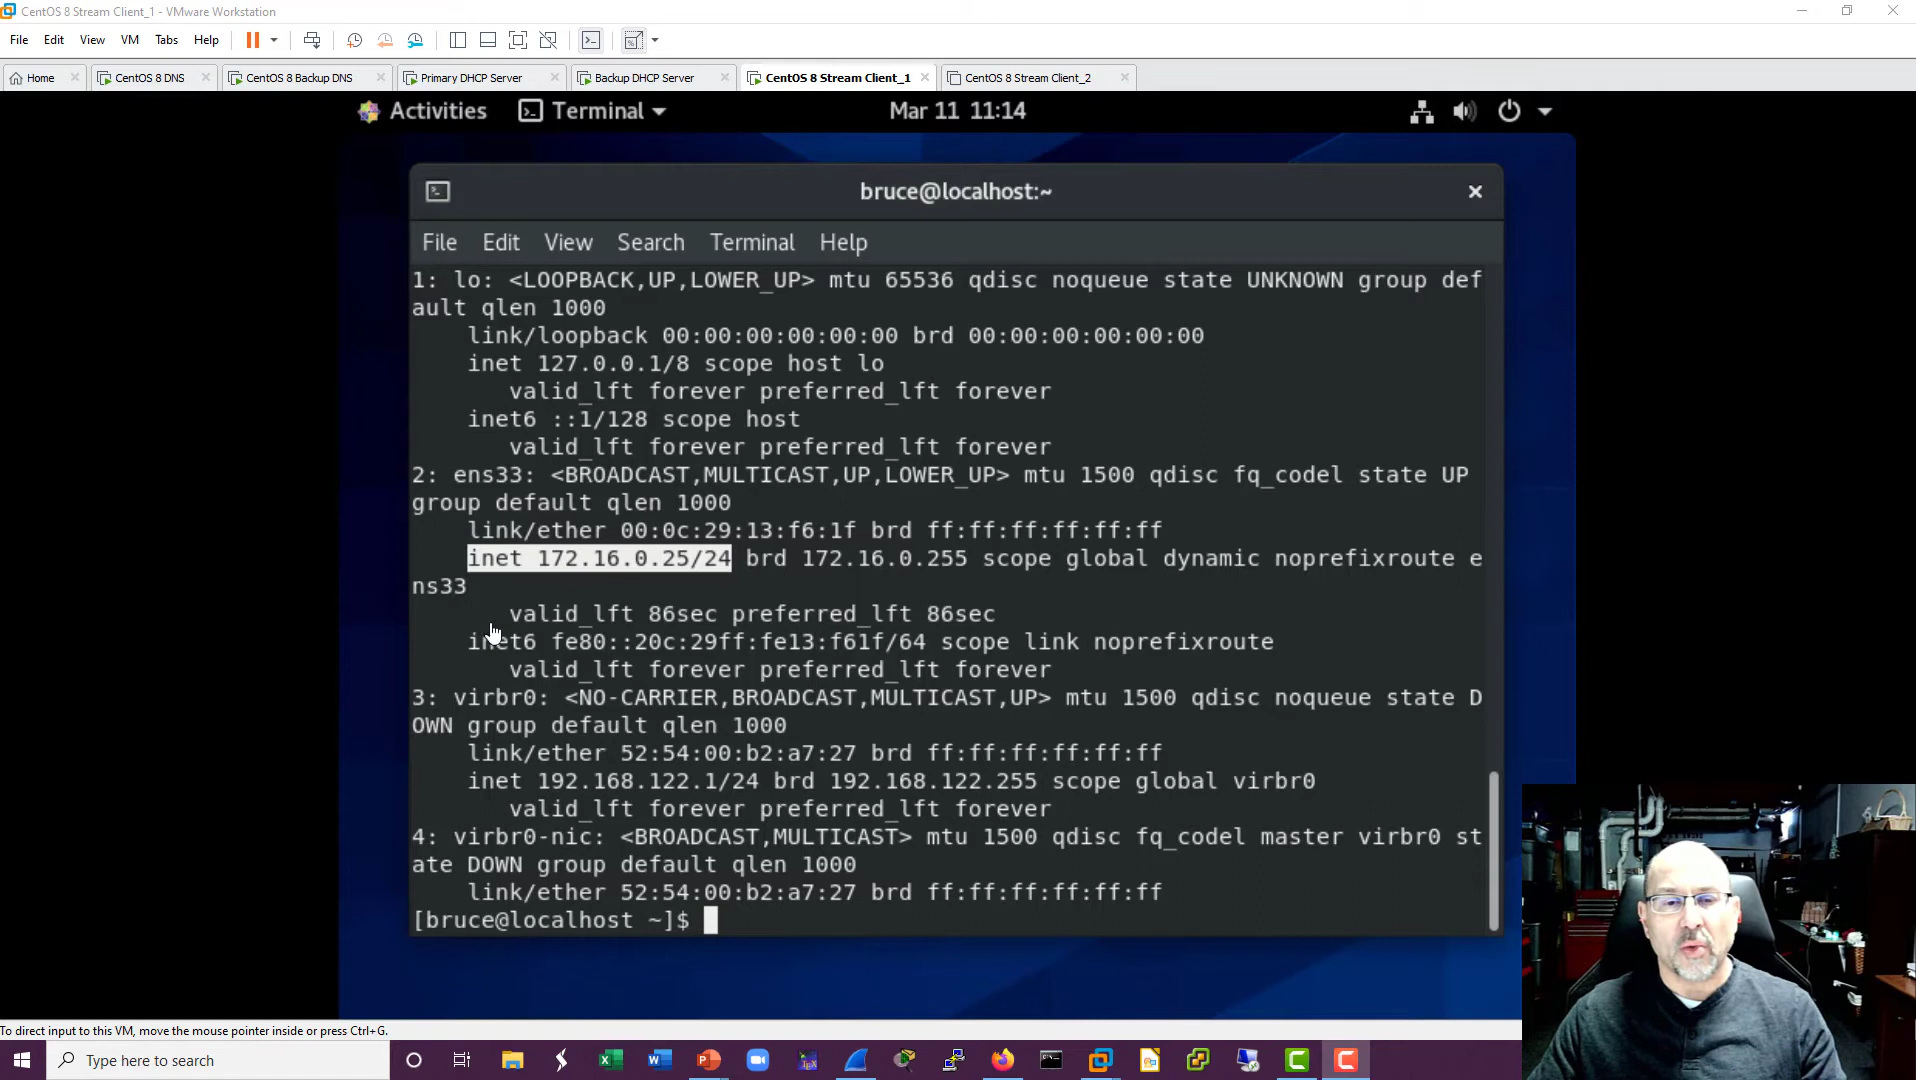 CentOS 8 Stream Client_1 - VMware Workstation
File Edit View VM Tabs Help
Home CentOS 8 DNS CentOS 8 Backup DNS Primary DHCP Server Backup DHCP Server CentOS 8 Stream Client_1 CentOS 8 Stream Client_2
Activities Terminal Mar 11 11:14
bruce@localhost:~
File Edit View Search Terminal Help
1: lo: <LOOPBACK,UP,LOWER_UP> mtu 65536 qdisc noqueue state UNKNOWN group def
ault qlen 1000
link/loopback 00:00:00:00:00:00 brd 00:00:00:00:00:00
inet 127.0.0.1/8 scope host lo
valid_lft forever preferred_lft forever
inet6 ::1/128 scope host
valid_lft forever preferred_lft forever
2: ens33: <BROADCAST,MULTICAST,UP,LOWER_UP> mtu 1500 qdisc fq_codel state UP
group default qlen 1000
link/ether 00:0c:29:13:f6:1f brd ff:ff:ff:ff:ff:ff
inet 172.16.0.25/24 brd 172.16.0.255 scope global dynamic noprefixroute e
ns33
valid_lft 86sec preferred_lft 86sec
inet6 fe80::20c:29ff:fe13:f61f/64 scope link noprefixroute
valid_lft forever preferred_lft forever
3: virbr0: <NO-CARRIER,BROADCAST,MULTICAST,UP> mtu 1500 qdisc noqueue state D
OWN group default qlen 1000
link/ether 52:54:00:b2:a7:27 brd ff:ff:ff:ff:ff:ff
inet 192.168.122.1/24 brd 192.168.122.255 scope global virbr0
valid_lft forever preferred_lft forever
4: virbr0-nic: <BROADCAST,MULTICAST> mtu 1500 qdisc fq_codel master virbr0 st
ate DOWN group default qlen 1000
link/ether 52:54:00:b2:a7:27 brd ff:ff:ff:ff:ff:ff
[bruce@localhost ~]$
To direct input to this VM, move the mouse pointer inside or press Ctrl+G.
Type here to search